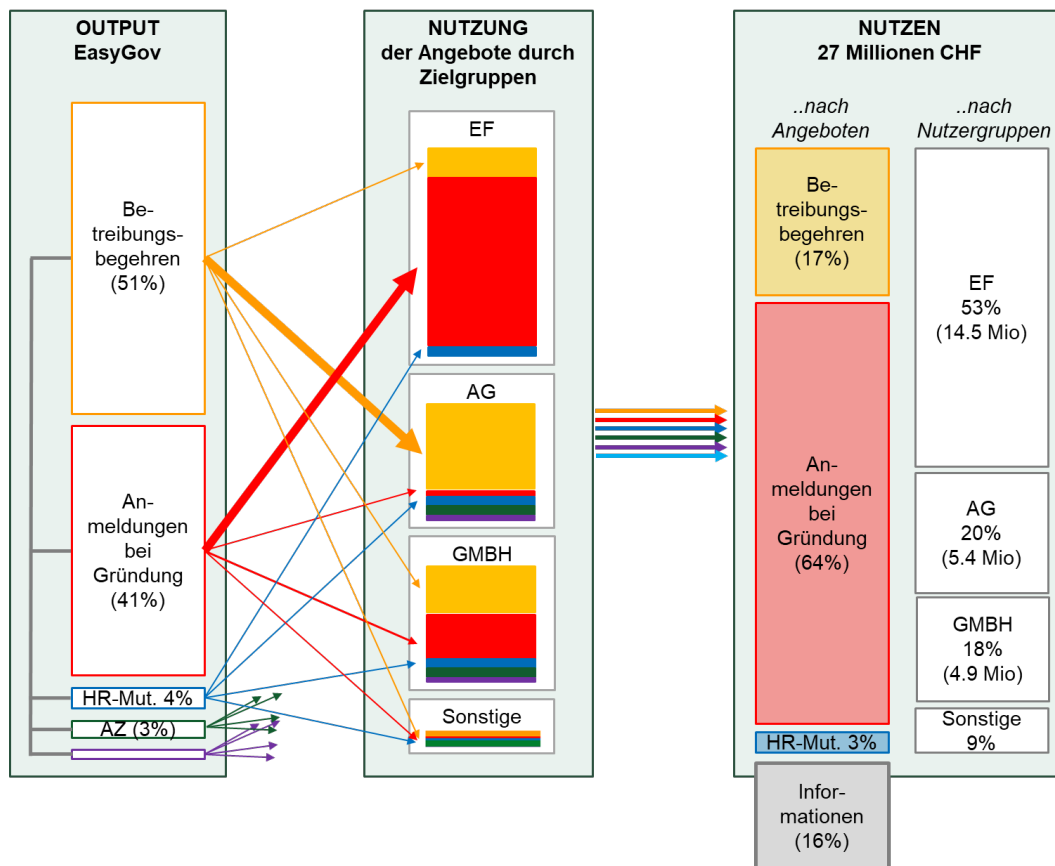 OUTPUT
EasyGov
Be-
treibungs-
begehren
(51%)
An-
meldungen
bei
Gründung
(41%)
HR-Mut. 4%
AZ (3%)
NUTZUNG
der Angebote durch
Zielgruppen
EF
AG
GMBH
Sonstige
NUTZEN
27 Millionen CHF
..nach
Angeboten
Be-
treibungs-
begehren
(17%)
An-
meldungen
bei
Gründung
(64%)
HR-Mut. 3%
Infor-
mationen
(16%)
..nach
Nutzergruppen
EF
53%
(14.5 Mio)
AG
20%
(5.4 Mio)
GMBH
18%
(4.9 Mio)
Sonstige
9%